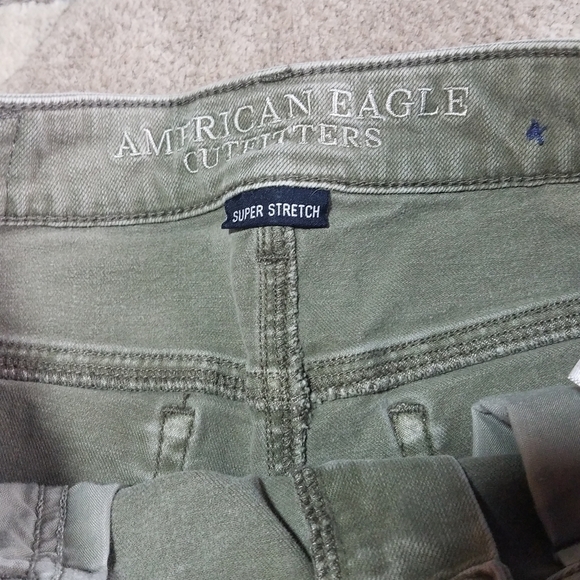 AMERICAN EAGLE
OUTFITTERS
4
SUPER STRETCH